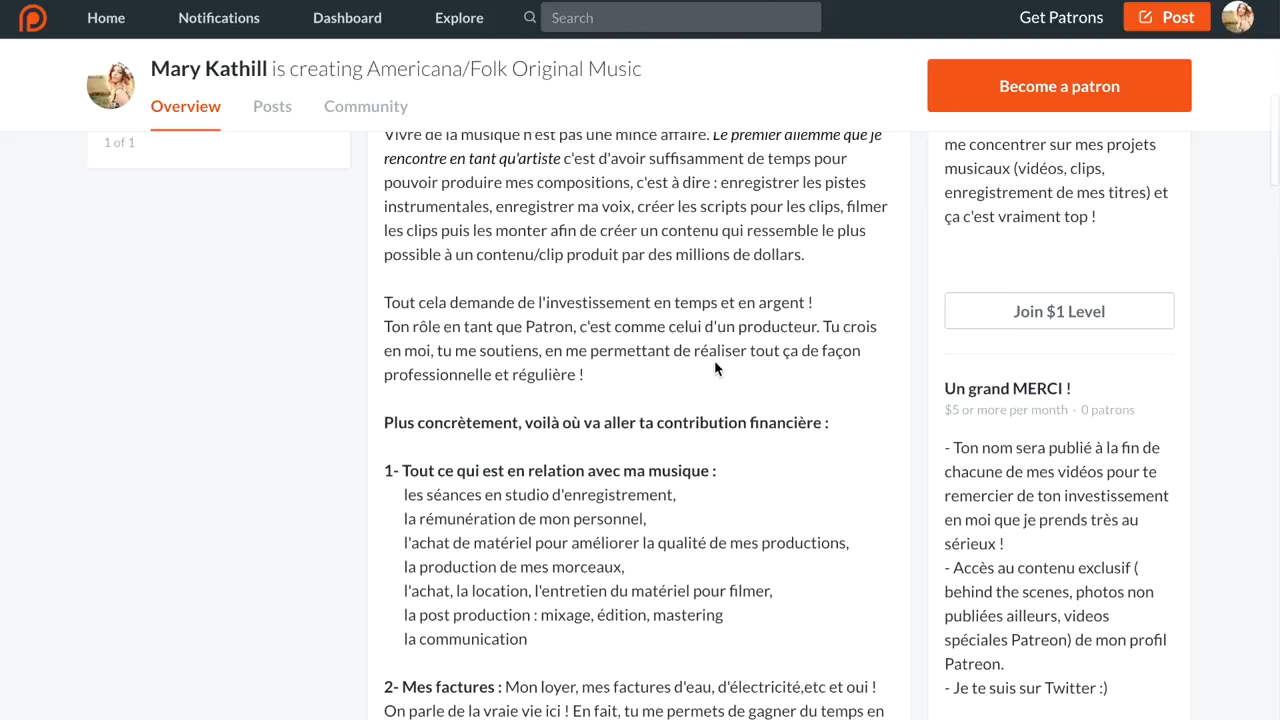 Home Notifications Dashboard Explore Search Get Patrons Post
Mary Kathill is creating Americana/Folk Original Music
Overview Posts Community
Become a patron
1 of 1
Vivre de la musique n'est pas une mince affaire. Le premier dilemme que je
rencontre en tant qu'artiste c'est d'avoir suffisamment de temps pour
pouvoir produire mes compositions, c'est à dire : enregistrer les pistes
instrumentales, enregistrer ma voix, créer les scripts pour les clips, filmer
les clips puis les monter afin de créer un contenu qui ressemble le plus
possible à un contenu/clip produit par des millions de dollars.
Tout cela demande de l'investissement en temps et en argent !
Ton rôle en tant que Patron, c'est comme celui d'un producteur. Tu crois
en moi, tu me soutiens, en me permettant de réaliser tout ça de façon
professionnelle et régulière !
Plus concrètement, voilà où va aller ta contribution financière :
1- Tout ce qui est en relation avec ma musique :
les séances en studio d'enregistrement,
la rémunération de mon personnel,
l'achat de matériel pour améliorer la qualité de mes productions,
la production de mes morceaux,
l'achat, la location, l'entretien du matériel pour filmer,
la post production : mixage, édition, mastering
la communication
2- Mes factures : Mon loyer, mes factures d'eau, d'électricité,etc et oui !
On parle de la vraie vie ici ! En fait, tu me permets de gagner du temps en
me concentrer sur mes projets
musicaux (vidéos, clips,
enregistrement de mes titres) et
ça c'est vraiment top !
Join $1 Level
Un grand MERCI !
$5 or more per month · 0 patrons
- Ton nom sera publié à la fin de
chacune de mes vidéos pour te
remercier de ton investissement
en moi que je prends très au
sérieux !
- Accès au contenu exclusif (
behind the scenes, photos non
publiées ailleurs, videos
spéciales Patreon) de mon profil
Patreon.
- Je te suis sur Twitter :)